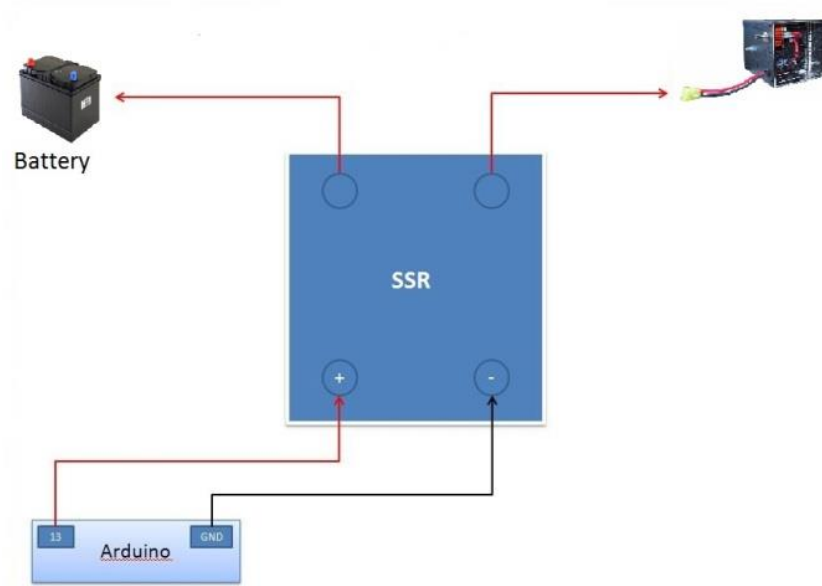 Battery
SSR
+
-
13
GND
Arduino